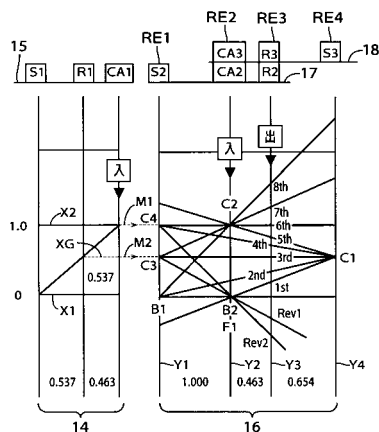 RE2 RE3 RE4
RE1
15 S1 R1 CA1 S2 CA3 R3 S3 18
CA2 R2 17
入 入 出
C2
8th
M1
1.0 X2 C4 7th
6th
XG M2 4th 5th
C3 3rd C1
0.537 2nd
1st
0 X1 B1 B2
F1 Rev1
Rev2
Y1 Y2 Y3 Y4
0.537 0.463 1.000 0.463 0.654
14 16